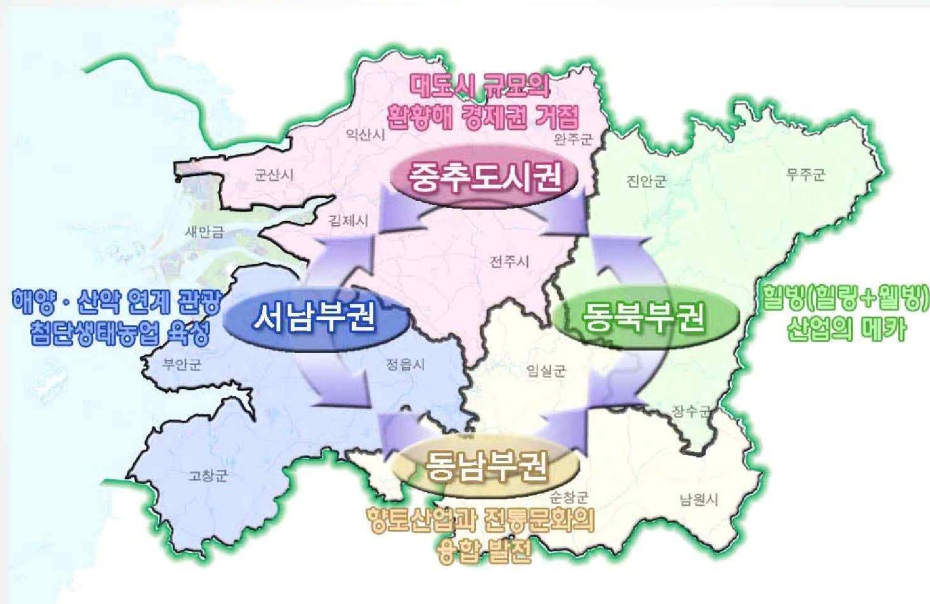 대도시 규모의
환황해 경제권 거점
익산시
완주군
중추도시권
군산시
진안군
무주군
김제시
새만금
전주시
해양 · 산악 연계 관광
첨단생태농업 육성
서남부권
동북부권
힐빙(힐링+웰빙)
산업의 메카
부안군
정읍시
임실군
장수군
동남부권
고창군
순창군
남원시
향토산업과 전통문화의
융합 발전